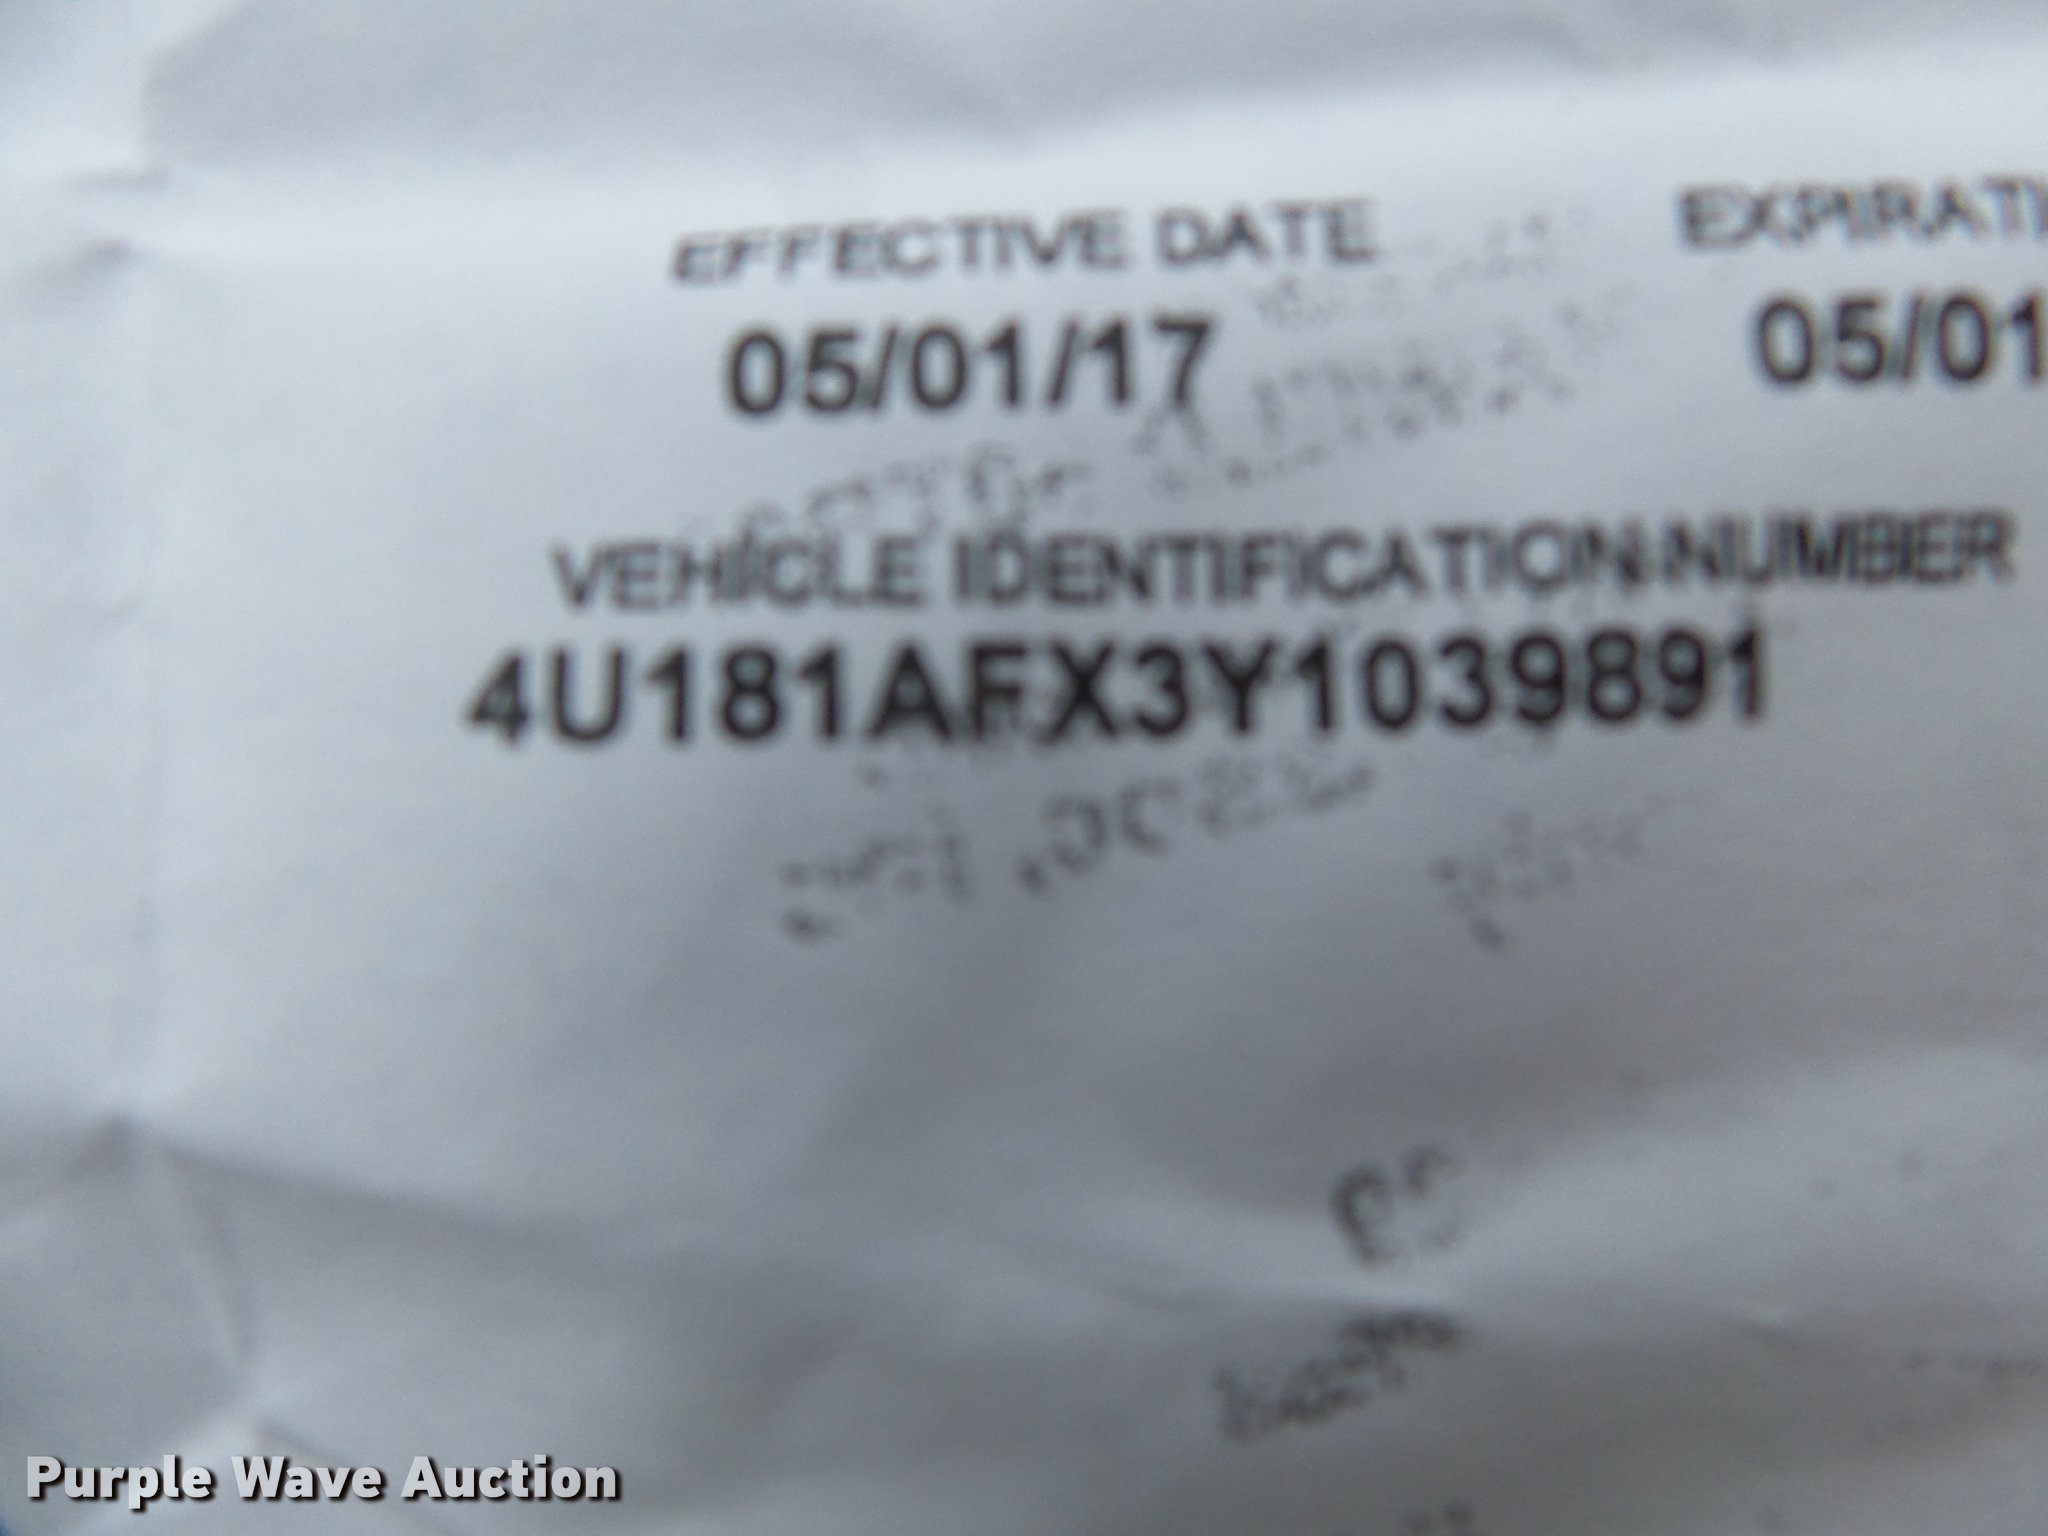 EFFECTIVE DATE EXPIRATI
05/01/17 05/01
VEHICLE IDENTIFICATION NUMBER
4U181AFX3Y1039891
Purple Wave Auction